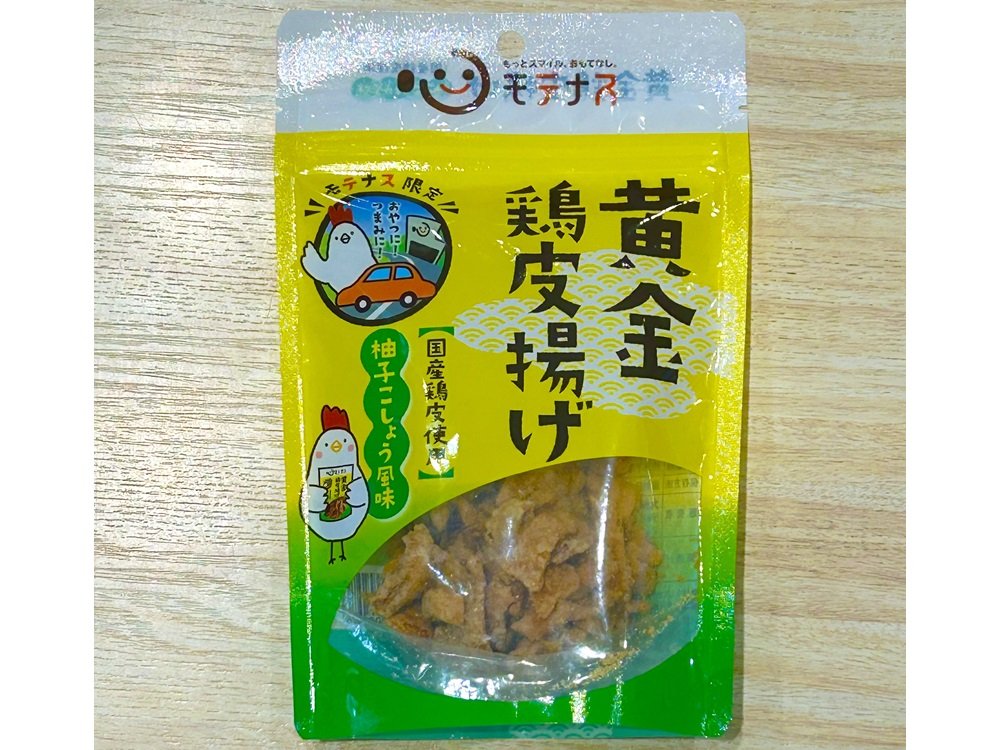 もっとスマイル、おもてなし。
モテナス
モテナス限定
おやつに！
つまみに！
黄金
鶏皮揚げ
【国産鶏皮使用】
柚子こしょう風味